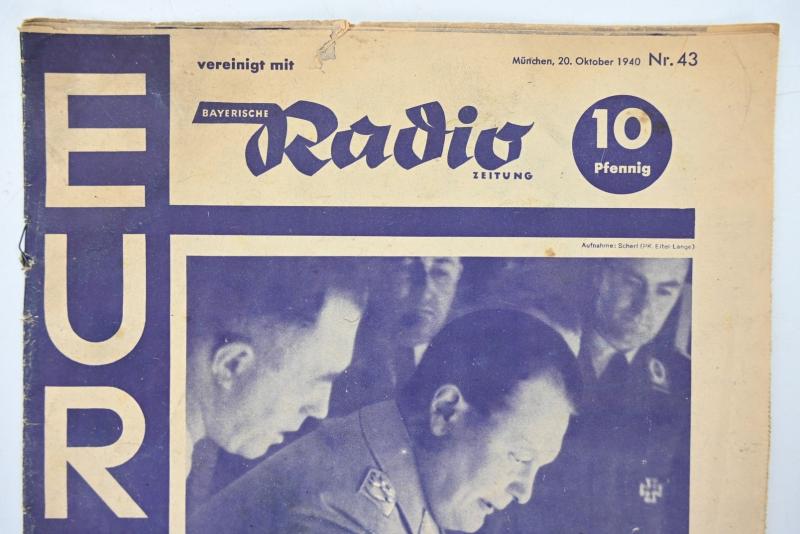 EUR
vereinigt mit
München, 20. Oktober 1940 Nr. 43
BAYERISCHE
Radio
ZEITUNG
10
Pfennig
Aufnahme: Scherl (PK. Eitel-Lange)